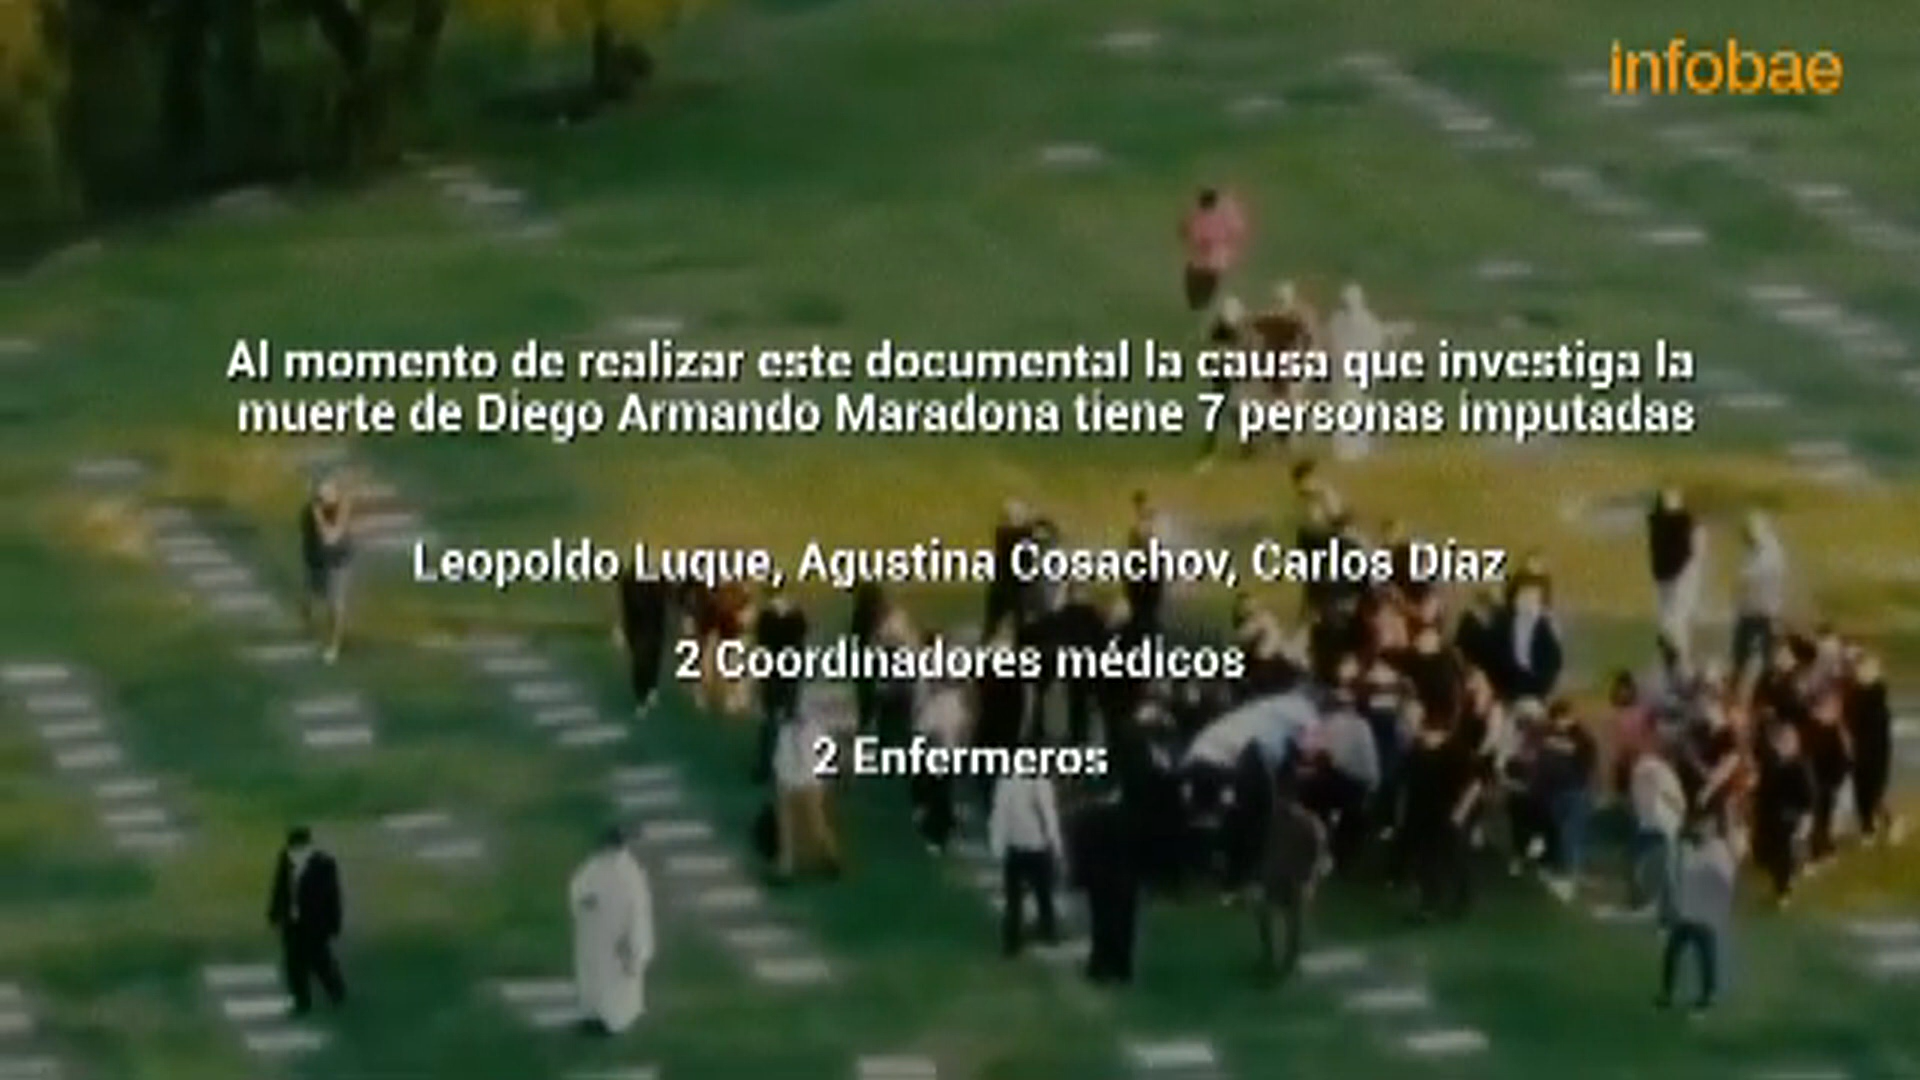 infobae
Al momento de realizar este documental la causa que investiga la
muerte de Diego Armando Maradona tiene 7 personas imputadas
Leopoldo Luque, Agustina Cosachov, Carlos Díaz
2 Coordinadores médicos
2 Enfermeros